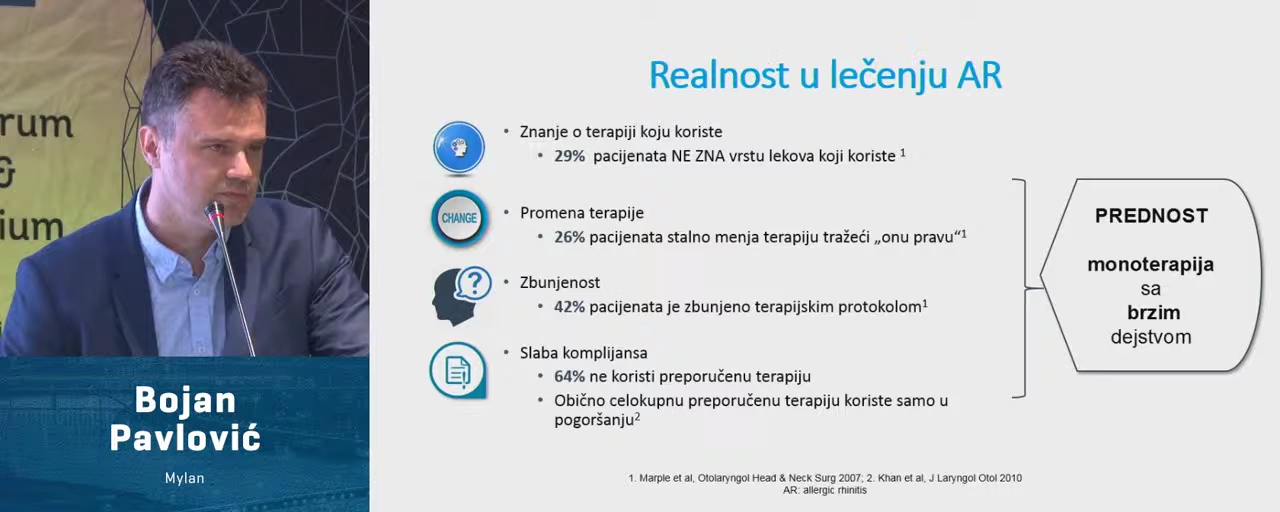 rum
&
ium
Bojan
Pavlović
Mylan
Realnost u lečenju AR
• Znanje o terapiji koju koriste
• 29% pacijenata NE ZNA vrstu lekova koji koriste ¹
CHANGE
• Promena terapije
• 26% pacijenata stalno menja terapiju tražeći „onu pravu“¹
?
• Zbunjenost
• 42% pacijenata je zbunjeno terapijskim protokolom¹
• Slaba komplijansa
• 64% ne koristi preporučenu terapiju
• Obično celokupnu preporučenu terapiju koriste samo u
pogoršanju²
PREDNOST
monoterapija
sa
brzim
dejstvom
1. Marple et al, Otolaryngol Head & Neck Surg 2007; 2. Khan et al, J Laryngol Otol 2010
AR: allergic rhinitis